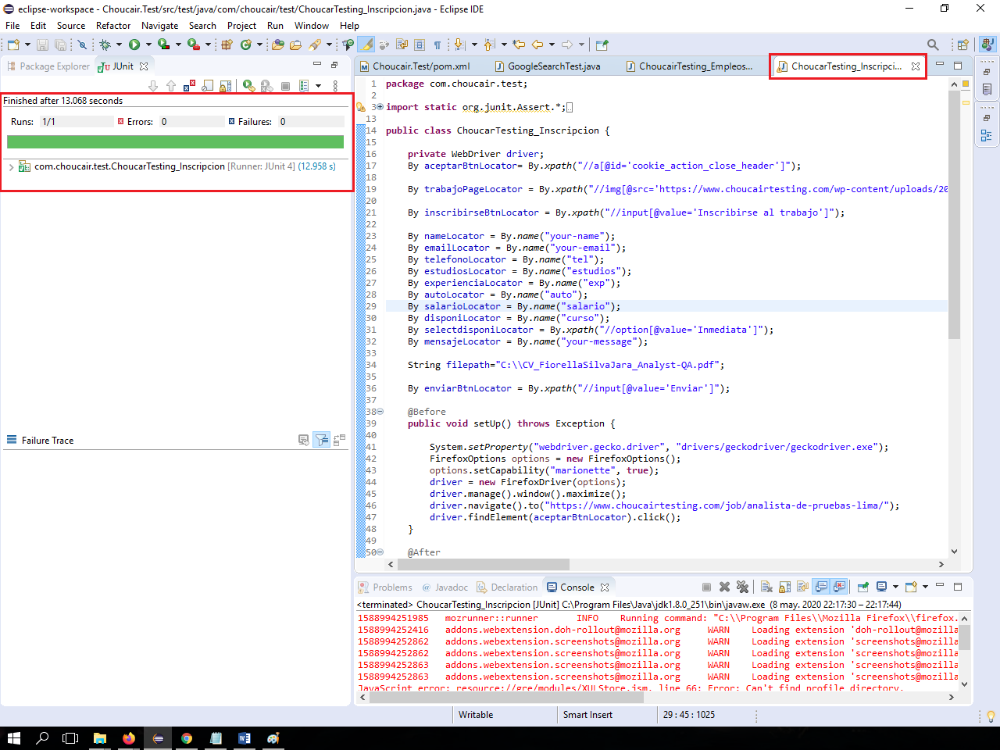 eclipse-workspace - Choucair.Test/src/test/java/com/choucair/test/ChoucarTesting_Inscripcion.java - Eclipse IDE
File Edit Source Refactor Navigate Search Project Run Window Help
Package Explorer JUnit
Choucair.Test/pom.xml GoogleSearchTest.java ChoucairTesting_Empleos... ChoucarTesting_Inscripci...
Finished after 13.068 seconds
Runs: 1/1 Errors: 0 Failures: 0
com.choucair.test.ChoucarTesting_Inscripcion [Runner: JUnit 4] (12.958 s)
Failure Trace
1 package com.choucair.test;
2
3 import static org.junit.Assert.*;
13
14 public class ChoucarTesting_Inscripcion {
15
16 private WebDriver driver;
17 By aceptarBtnLocator= By.xpath("//a[@id='cookie_action_close_header']");
18
19 By trabajoPageLocator = By.xpath("//img[@src='https://www.choucairtesting.com/wp-content/uploads/20
20
21 By inscribirseBtnLocator = By.xpath("//input[@value='Inscribirse al trabajo']");
22
23 By nameLocator = By.name("your-name");
24 By emailLocator = By.name("your-email");
25 By telefonoLocator = By.name("tel");
26 By estudiosLocator = By.name("estudios");
27 By experienciaLocator = By.name("exp");
28 By autoLocator = By.name("auto");
29 By salarioLocator = By.name("salario");
30 By disponiLocator = By.name("curso");
31 By selectdisponiLocator = By.xpath("//option[@value='Inmediata']");
32 By mensajeLocator = By.name("your-message");
33
34 String filepath="C:\\CV_FiorellaSilvaJara_Analyst-QA.pdf";
35
36 By enviarBtnLocator = By.xpath("//input[@value='Enviar']");
37
38 @Before
39 public void setUp() throws Exception {
40
41 System.setProperty("webdriver.gecko.driver", "drivers/geckodriver/geckodriver.exe");
42 FirefoxOptions options = new FirefoxOptions();
43 options.setCapability("marionette", true);
44 driver = new FirefoxDriver(options);
45 driver.manage().window().maximize();
46 driver.navigate().to("https://www.choucairtesting.com/job/analista-de-pruebas-lima/");
47 driver.findElement(aceptarBtnLocator).click();
48 }
49
50 @After
Problems Javadoc Declaration Console
<terminated> ChoucarTesting_Inscripcion [JUnit] C:\Program Files\Java\jdk1.8.0_251\bin\javaw.exe (8 may. 2020 22:17:30 – 22:17:44)
1588994251985 mozrunner::runner INFO Running command: "C:\\Program Files\\Mozilla Firefox\\firefox.
1588994252416 addons.webextension.doh-rollout@mozilla.org WARN Loading extension 'doh-rollout@mozilla
1588994252862 addons.webextension.screenshots@mozilla.org WARN Loading extension 'screenshots@mozilla
1588994252862 addons.webextension.screenshots@mozilla.org WARN Loading extension 'screenshots@mozilla
1588994252863 addons.webextension.screenshots@mozilla.org WARN Loading extension 'screenshots@mozilla
1588994252863 addons.webextension.screenshots@mozilla.org WARN Loading extension 'screenshots@mozilla
JavaScript error: resource://gre/modules/XULStore.jsm, line 66: Error: Can't find profile directory.
Writable Smart Insert 29 : 45 : 1025